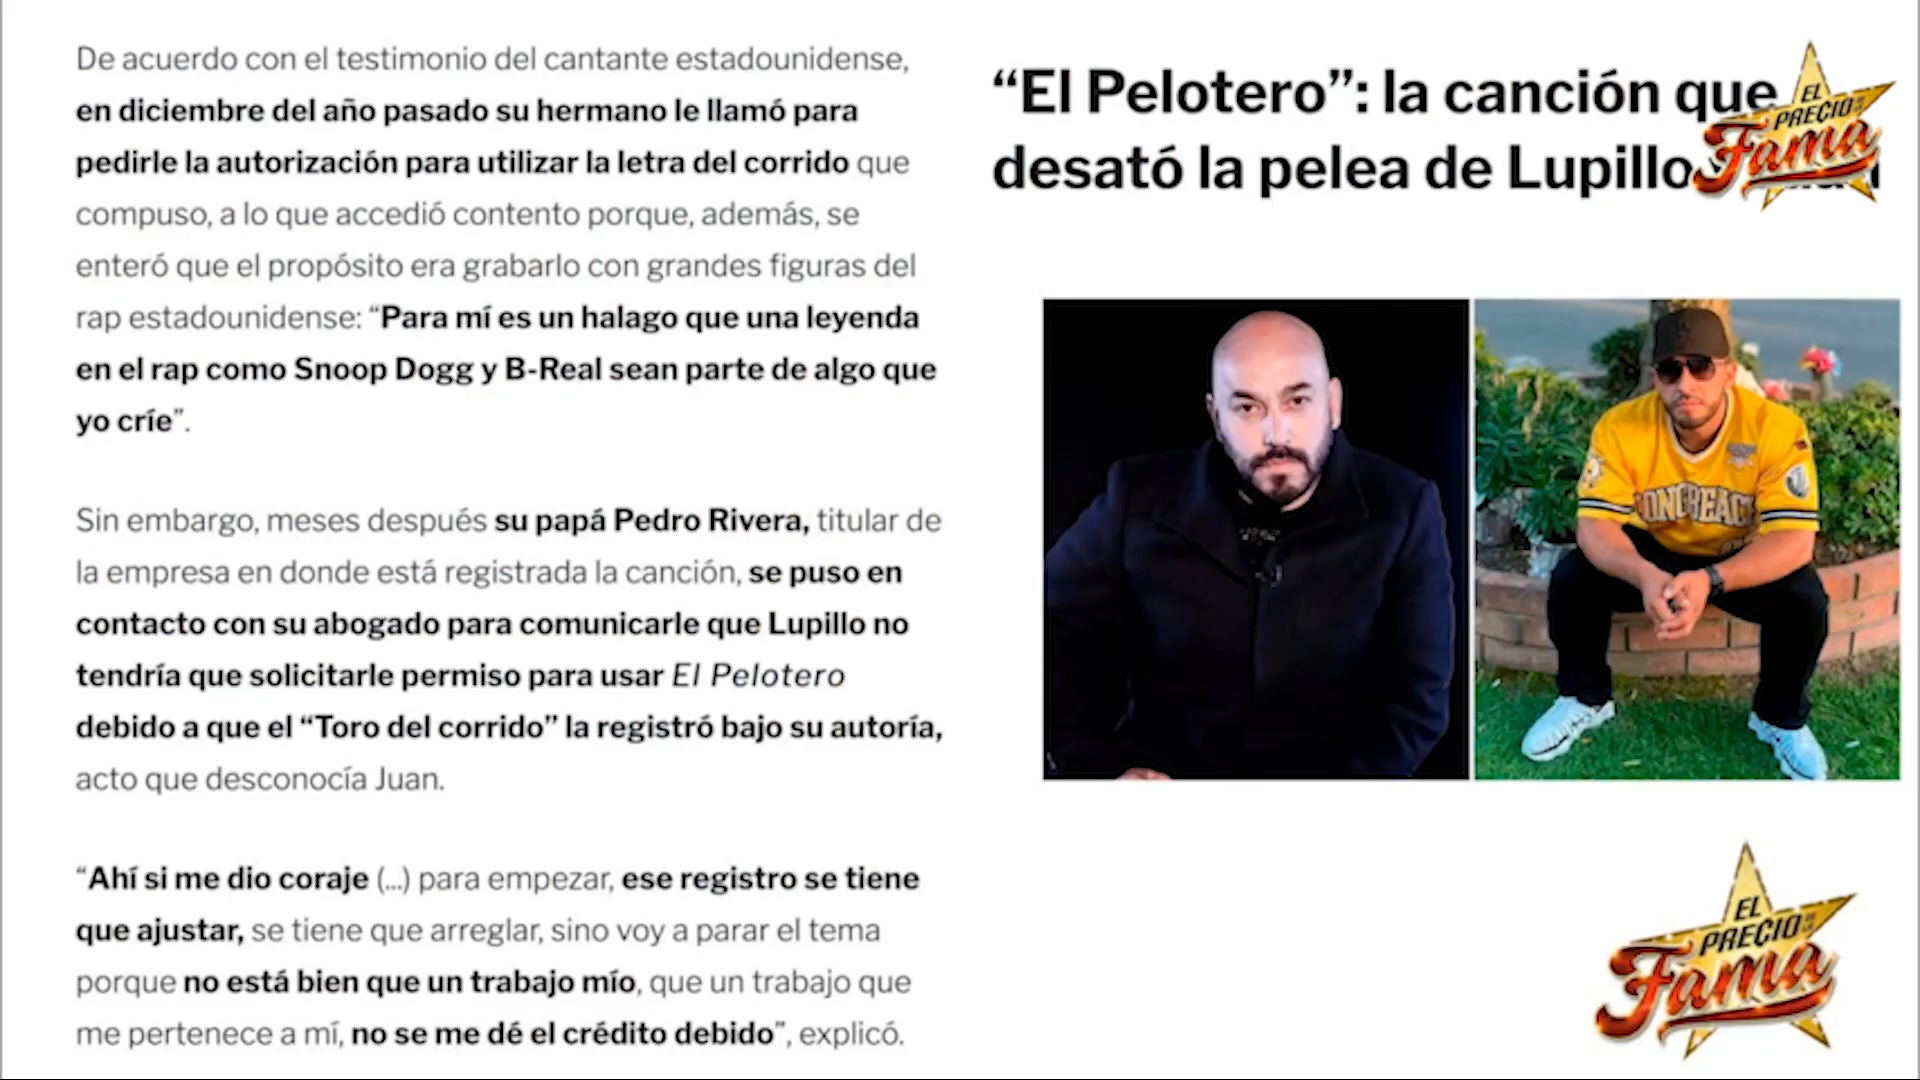 De acuerdo con el testimonio del cantante estadounidense,
en diciembre del año pasado su hermano le llamó para
pedirle la autorización para utilizar la letra del corrido que
compuso, a lo que accedió contento porque, además, se
enteró que el propósito era grabarlo con grandes figuras del
rap estadounidense: “Para mí es un halago que una leyenda
en el rap como Snoop Dogg y B-Real sean parte de algo que
yo críe”.
Sin embargo, meses después su papá Pedro Rivera, titular de
la empresa en donde está registrada la canción, se puso en
contacto con su abogado para comunicarle que Lupillo no
tendría que solicitarle permiso para usar El Pelotero
debido a que el “Toro del corrido” la registró bajo su autoría,
acto que desconocía Juan.
“Ahí si me dio coraje (...) para empezar, ese registro se tiene
que ajustar, se tiene que arreglar, sino voy a parar el tema
porque no está bien que un trabajo mío, que un trabajo que
me pertenece a mí, no se me dé el crédito debido”, explicó.
“El Pelotero”: la canción que
desató la pelea de Lupillo
EL
PRECIO DE LA
Fama
EL
PRECIO DE LA
Fama